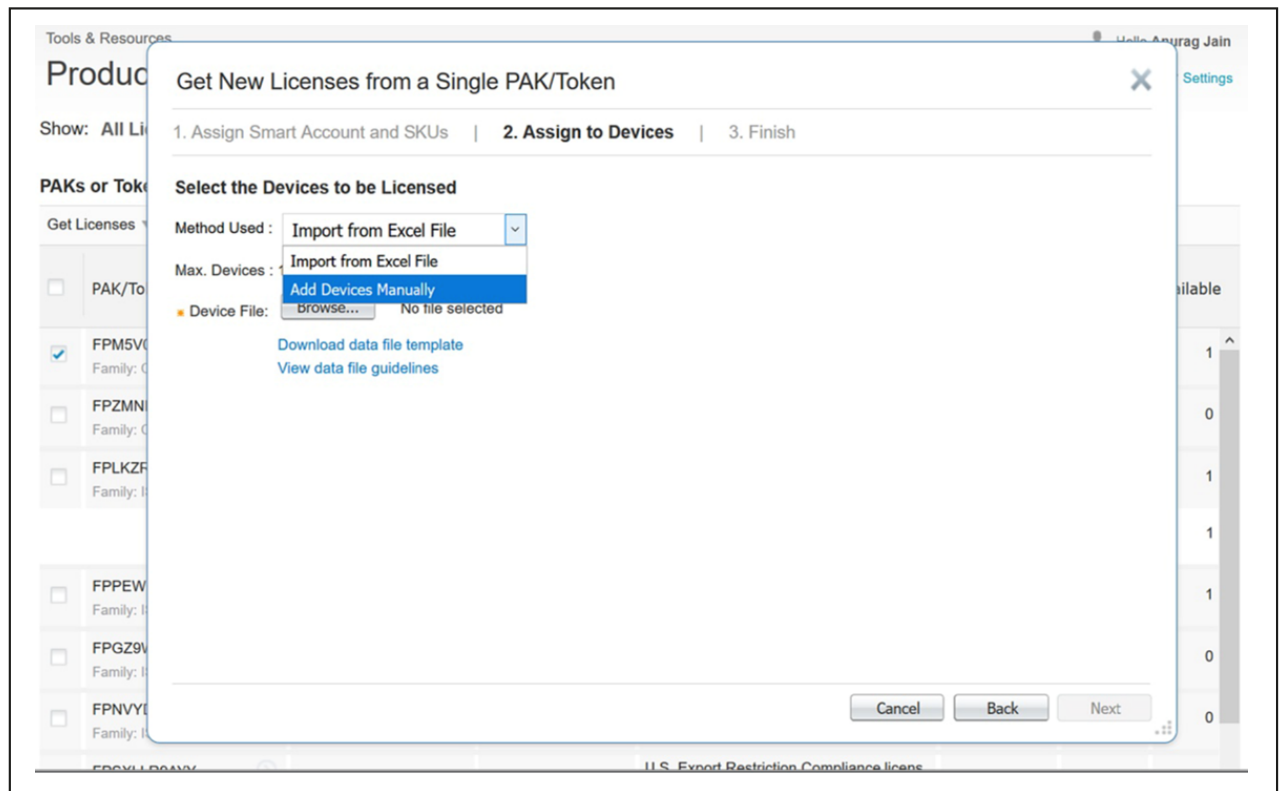 Tools & Resources
Hello Anurag Jain
Produc
Settings
Get New Licenses from a Single PAK/Token
Show: All Li
1. Assign Smart Account and SKUs | 2. Assign to Devices | 3. Finish
PAKs or Toke
Select the Devices to be Licensed
Get Licenses
Method Used : Import from Excel File
Import from Excel File
Max. Devices :
Add Devices Manually
PAK/To
ailable
Device File: Browse... No file selected
Download data file template
View data file guidelines
FPM5V
1
Family:
FPZMN
0
Family:
FPLKZR
1
Family: I
1
FPPEW
1
Family: I
FPGZ9
0
Family: I
Cancel Back Next
FPNVY
0
Family: I
U.S. Export Restriction Compliance licens